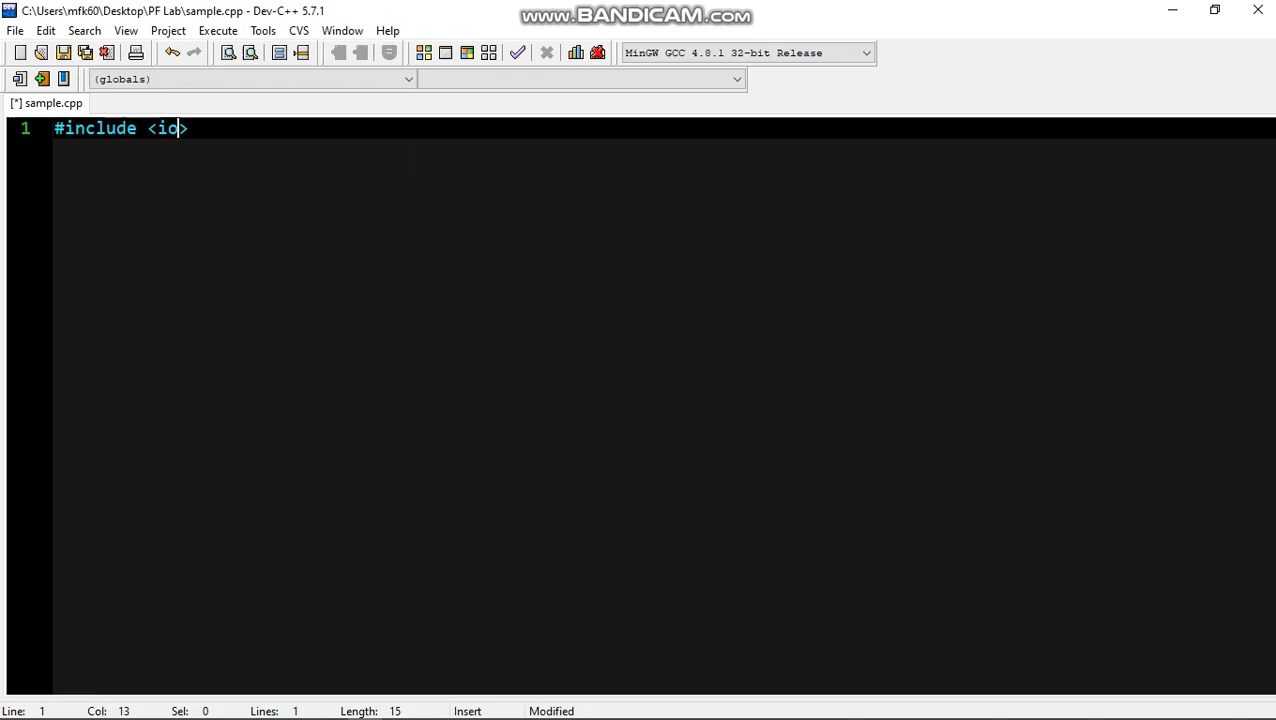 C:\Users\mfk60\Desktop\PF Lab\sample.cpp - Dev-C++ 5.7.1
www.BANDICAM.com
File Edit Search View Project Execute Tools CVS Window Help
MinGW GCC 4.8.1 32-bit Release
(globals)
[*] sample.cpp
1 #include <io>
Line: 1 Col: 13 Sel: 0 Lines: 1 Length: 15 Insert Modified